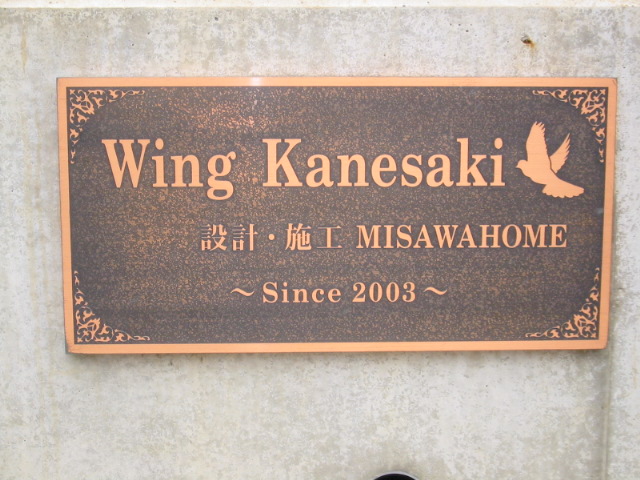 Wing Kanesaki
設計・施工 MISAWAHOME
～Since 2003～